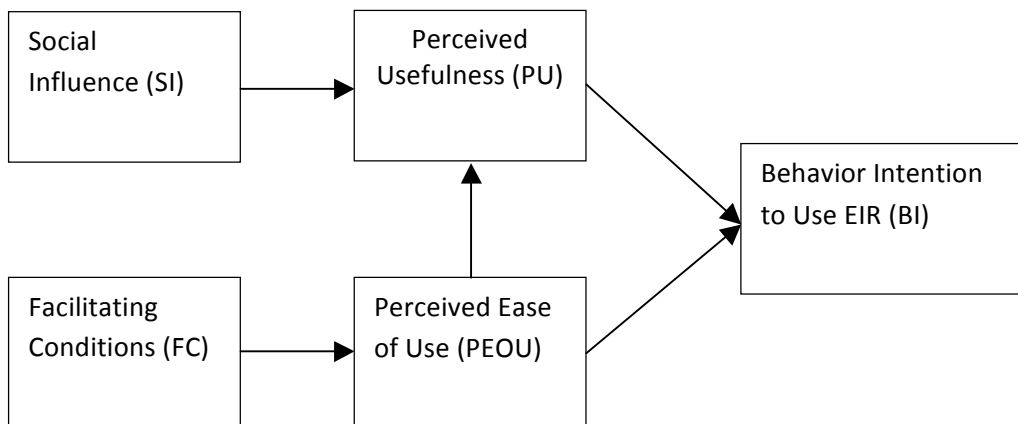 Social
Influence (SI)
Perceived
Usefulness (PU)
Behavior Intention
to Use EIR (BI)
Facilitating
Conditions (FC)
Perceived Ease
of Use (PEOU)